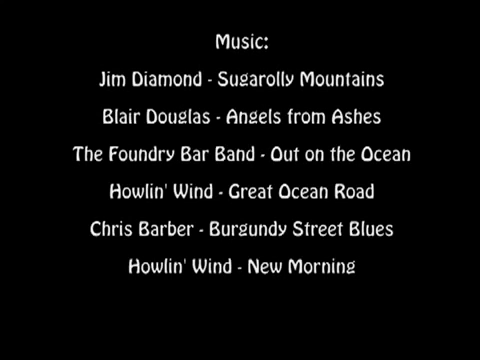 Music:
Jim Diamond - Sugarolly Mountains
Blair Douglas - Angels from Ashes
The Foundry Bar Band - Out on the Ocean
Howlin' Wind - Great Ocean Road
Chris Barber - Burgundy Street Blues
Howlin' Wind - New Morning